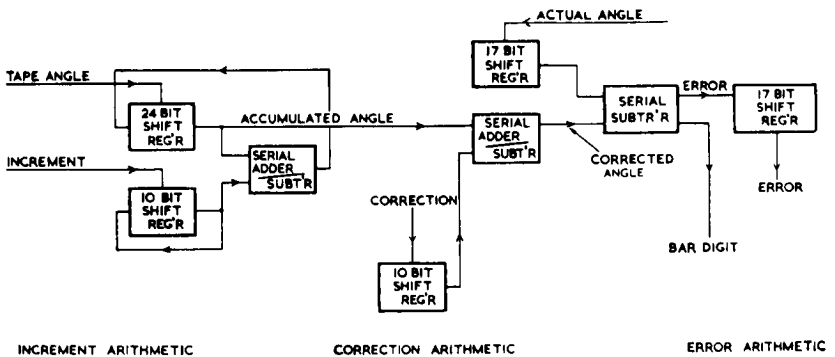 ACTUAL ANGLE
17 BIT
SHIFT
REG'R
TAPE ANGLE
24 BIT
SHIFT
REG'R
ACCUMULATED ANGLE
SERIAL
ADDER
SUBT'R
SERIAL
SUBTR'R
ERROR
17 BIT
SHIFT
REG'R
INCREMENT
SERIAL
ADDER
SUBT'R
CORRECTED
ANGLE
10 BIT
SHIFT
REG'R
CORRECTION
ERROR
BAR DIGIT
10 BIT
SHIFT
REG'R
INCREMENT ARITHMETIC
CORRECTION ARITHMETIC
ERROR ARITHMETIC